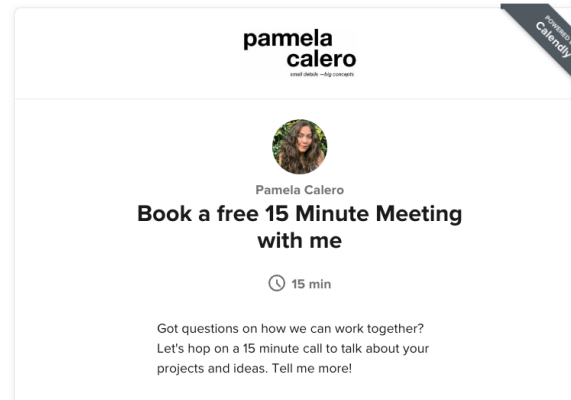 pamela
calero
small details —big concepts
POWERED
Calendly
Pamela Calero
Book a free 15 Minute Meeting
with me
15 min
Got questions on how we can work together?
Let's hop on a 15 minute call to talk about your
projects and ideas. Tell me more!